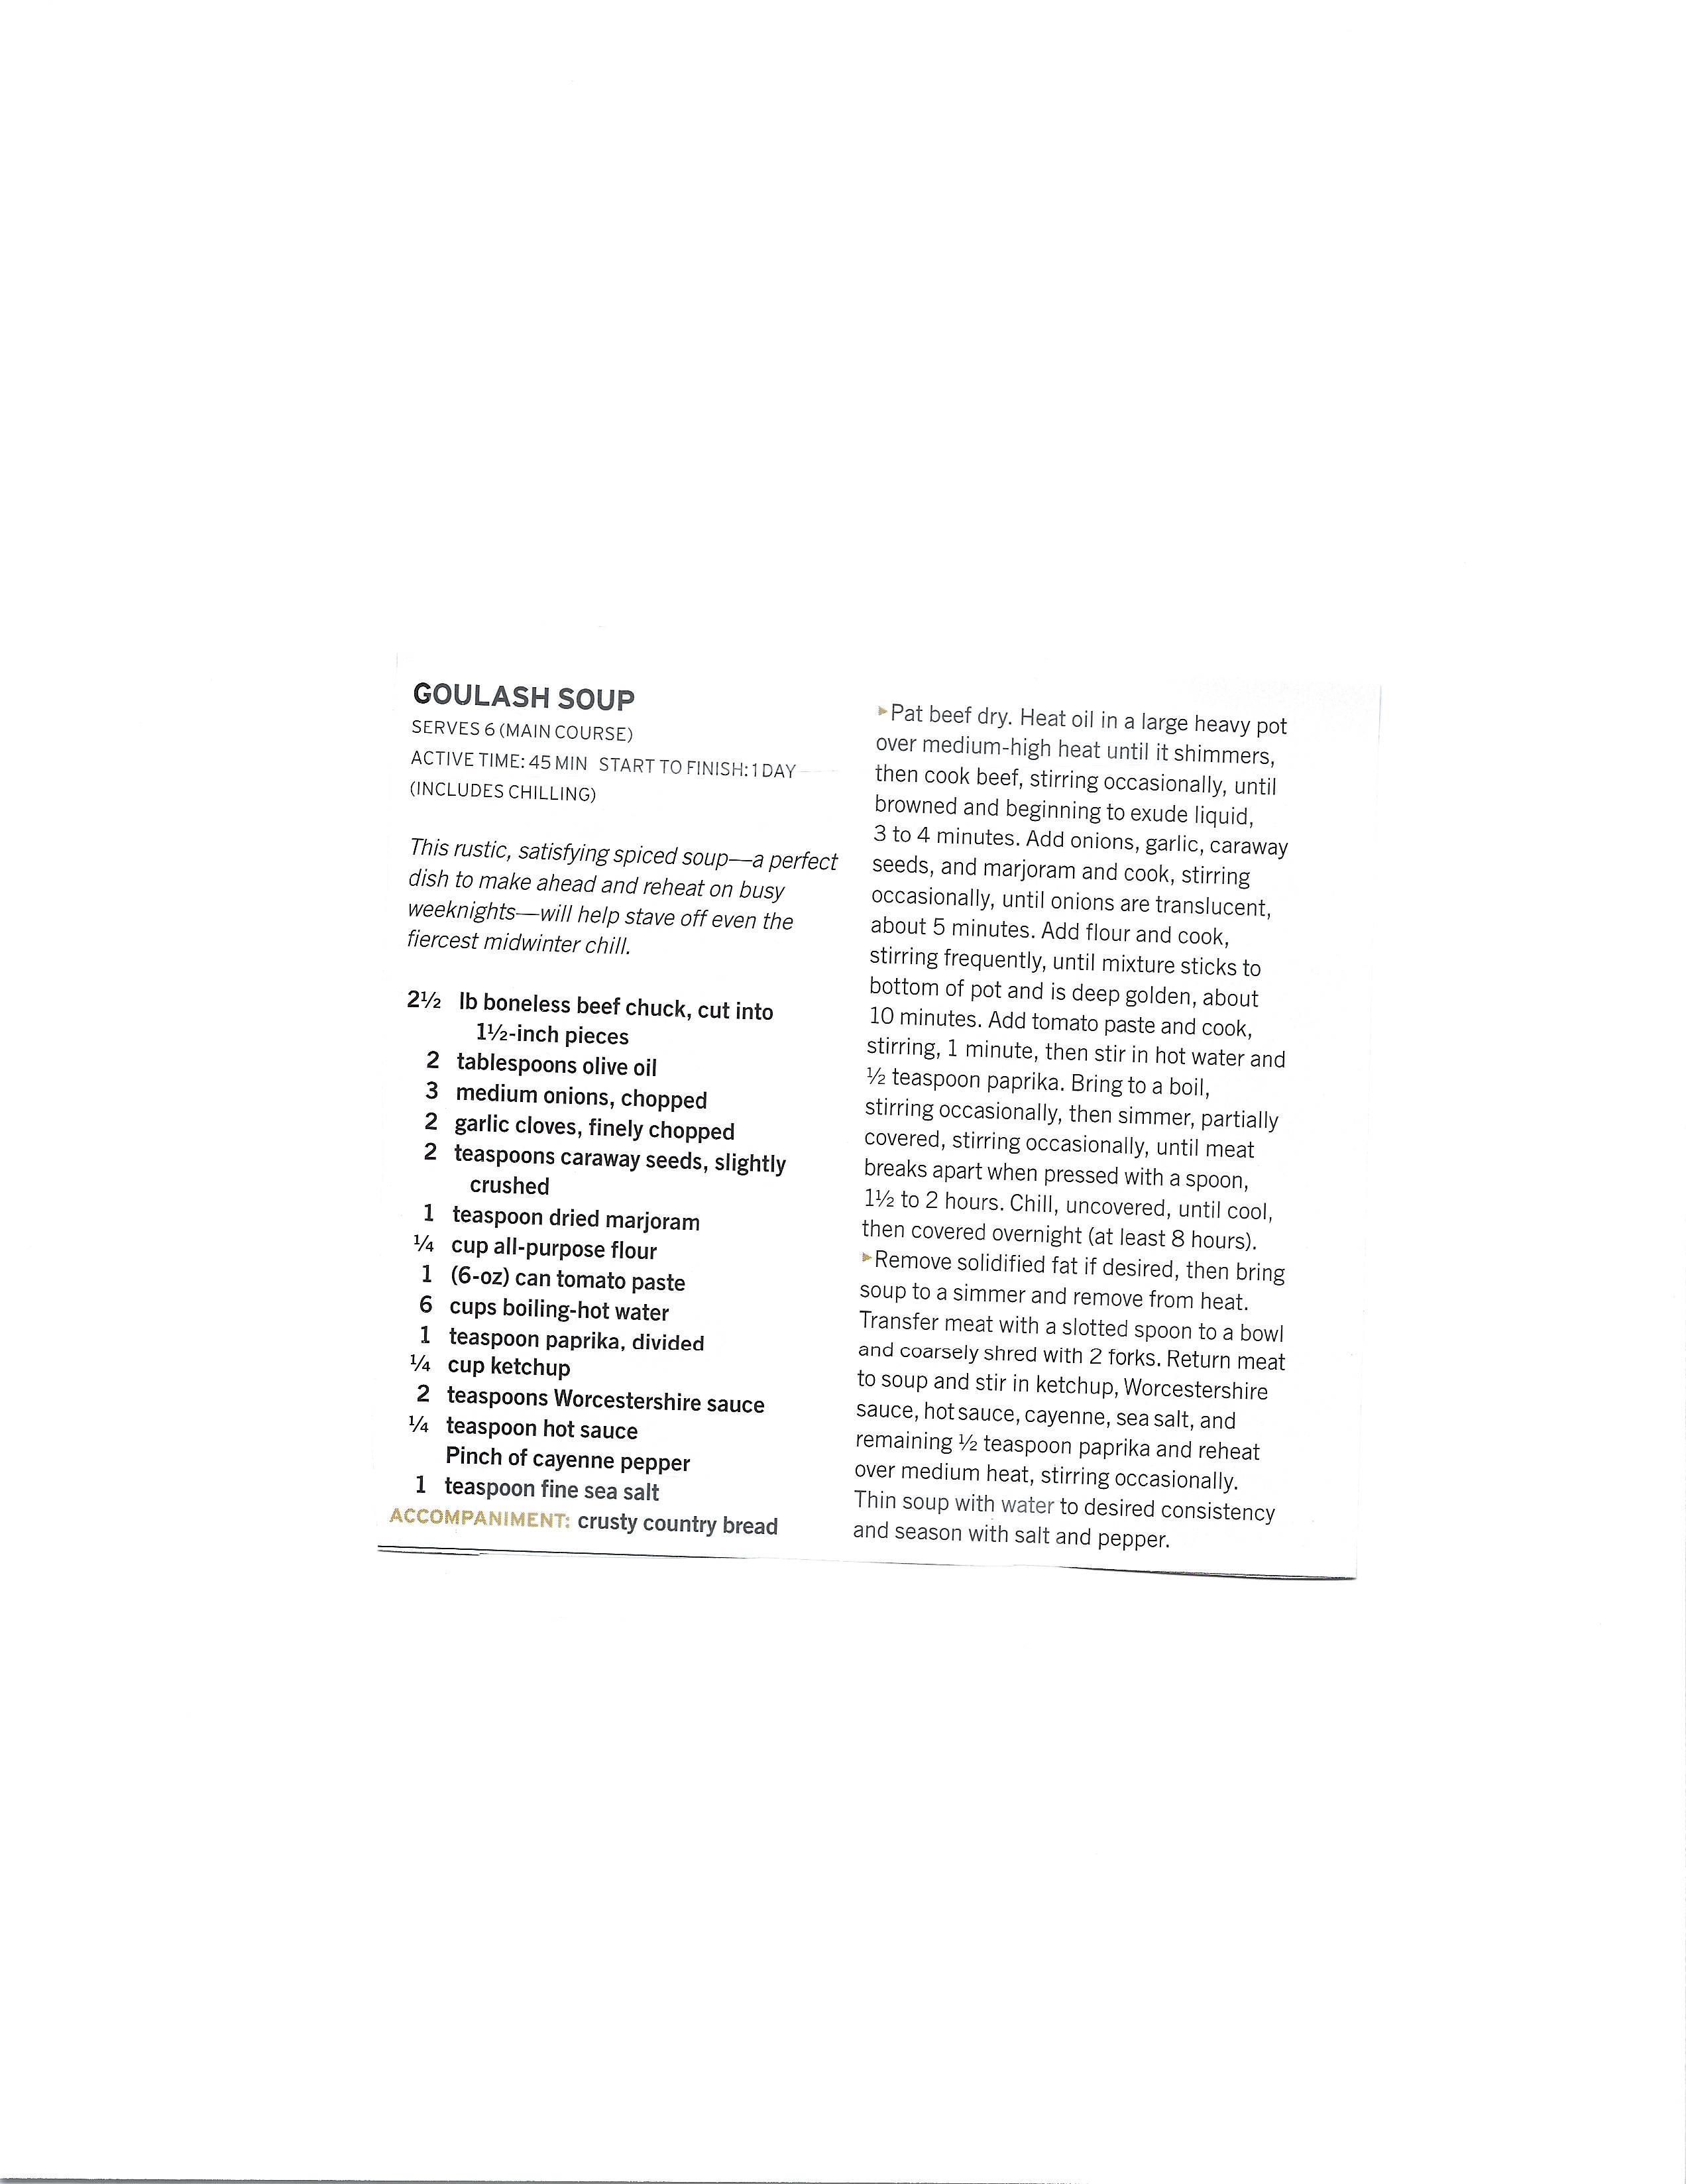 GOULASH SOUP
SERVES 6 (MAIN COURSE)
ACTIVE TIME: 45 MIN START TO FINISH: 1 DAY
(INCLUDES CHILLING)
This rustic, satisfying spiced soup—a perfect
dish to make ahead and reheat on busy
weeknights—will help stave off even the
fiercest midwinter chill.
2½ lb boneless beef chuck, cut into
1½-inch pieces
2 tablespoons olive oil
3 medium onions, chopped
2 garlic cloves, finely chopped
2 teaspoons caraway seeds, slightly
crushed
1 teaspoon dried marjoram
¼ cup all-purpose flour
1 (6-oz) can tomato paste
6 cups boiling-hot water
1 teaspoon paprika, divided
¼ cup ketchup
2 teaspoons Worcestershire sauce
¼ teaspoon hot sauce
Pinch of cayenne pepper
1 teaspoon fine sea salt
ACCOMPANIMENT: crusty country bread
▸Pat beef dry. Heat oil in a large heavy pot
over medium-high heat until it shimmers,
then cook beef, stirring occasionally, until
browned and beginning to exude liquid,
3 to 4 minutes. Add onions, garlic, caraway
seeds, and marjoram and cook, stirring
occasionally, until onions are translucent,
about 5 minutes. Add flour and cook,
stirring frequently, until mixture sticks to
bottom of pot and is deep golden, about
10 minutes. Add tomato paste and cook,
stirring, 1 minute, then stir in hot water and
½ teaspoon paprika. Bring to a boil,
stirring occasionally, then simmer, partially
covered, stirring occasionally, until meat
breaks apart when pressed with a spoon,
1½ to 2 hours. Chill, uncovered, until cool,
then covered overnight (at least 8 hours).
▸Remove solidified fat if desired, then bring
soup to a simmer and remove from heat.
Transfer meat with a slotted spoon to a bowl
and coarsely shred with 2 forks. Return meat
to soup and stir in ketchup, Worcestershire
sauce, hot sauce, cayenne, sea salt, and
remaining ½ teaspoon paprika and reheat
over medium heat, stirring occasionally.
Thin soup with water to desired consistency
and season with salt and pepper.